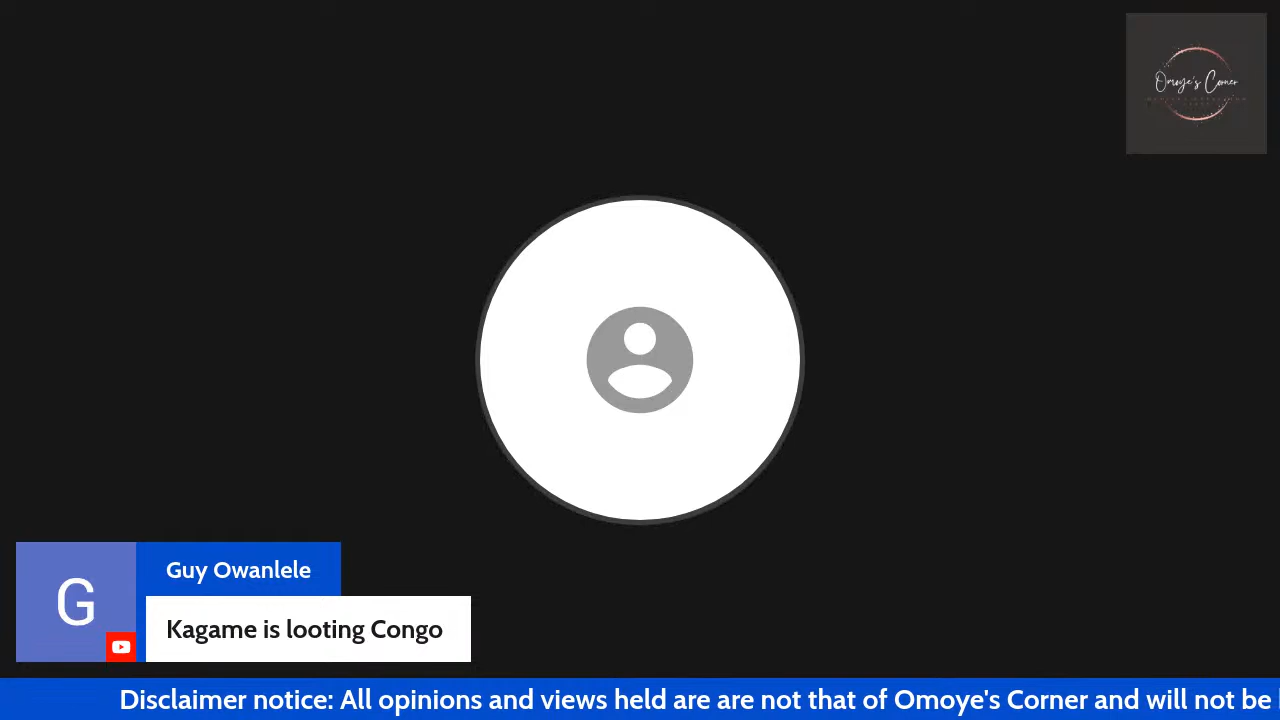 Omoye's Corner
G
Guy Owanlele
Kagame is looting Congo
Disclaimer notice: All opinions and views held are are not that of Omoye's Corner and will not be